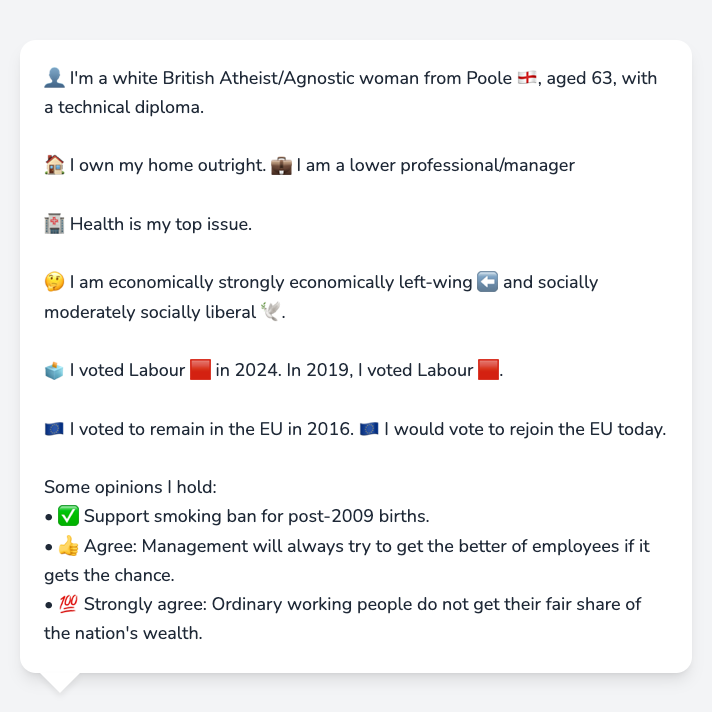 👤 I'm a white British Atheist/Agnostic woman from Poole 🏴󠁧󠁢󠁥󠁮󠁧󠁿, aged 63, with
a technical diploma.
🏠 I own my home outright. 💼 I am a lower professional/manager
🏥 Health is my top issue.
🤔 I am economically strongly economically left-wing ⬅️ and socially
moderately socially liberal 🕊️.
🗳️ I voted Labour 🟥 in 2024. In 2019, I voted Labour 🟥.
🇪🇺 I voted to remain in the EU in 2016. 🇪🇺 I would vote to rejoin the EU today.
Some opinions I hold:
• ✅ Support smoking ban for post-2009 births.
• 👍 Agree: Management will always try to get the better of employees if it
gets the chance.
• 💯 Strongly agree: Ordinary working people do not get their fair share of
the nation's wealth.